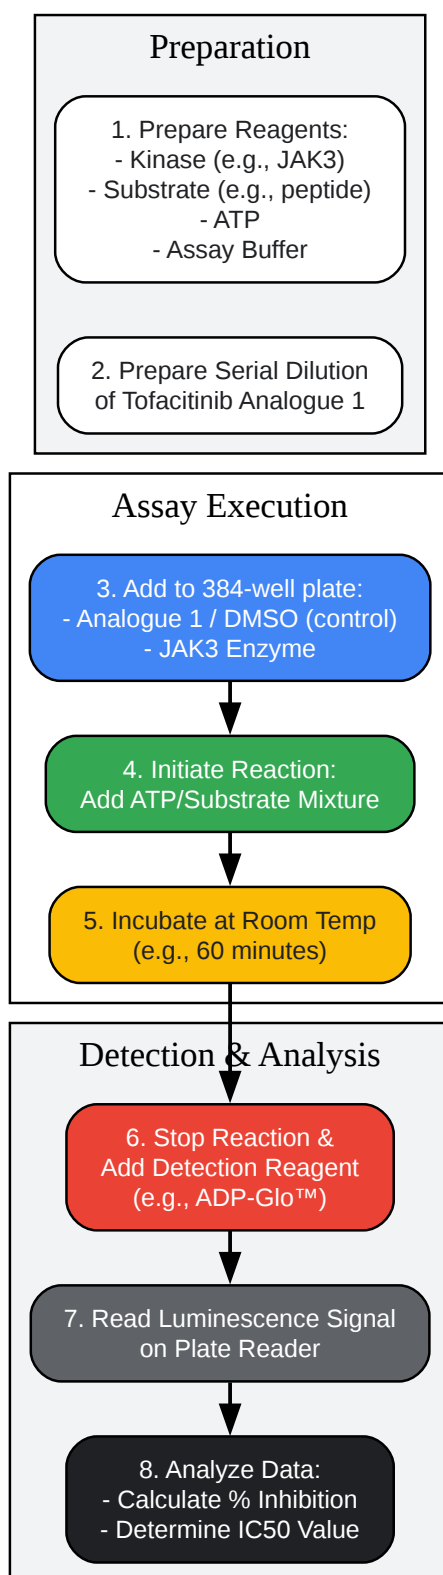 Preparation
1. Prepare Reagents:
- Kinase (e.g., JAK3)
- Substrate (e.g., peptide)
- ATP
- Assay Buffer
2. Prepare Serial Dilution
of Tofacitinib Analogue 1
Assay Execution
3. Add to 384-well plate:
- Analogue 1 / DMSO (control)
- JAK3 Enzyme
4. Initiate Reaction:
Add ATP/Substrate Mixture
5. Incubate at Room Temp
(e.g., 60 minutes)
Detection & Analysis
6. Stop Reaction &
Add Detection Reagent
(e.g., ADP-Glo™)
7. Read Luminescence Signal
on Plate Reader
8. Analyze Data:
- Calculate % Inhibition
- Determine IC50 Value